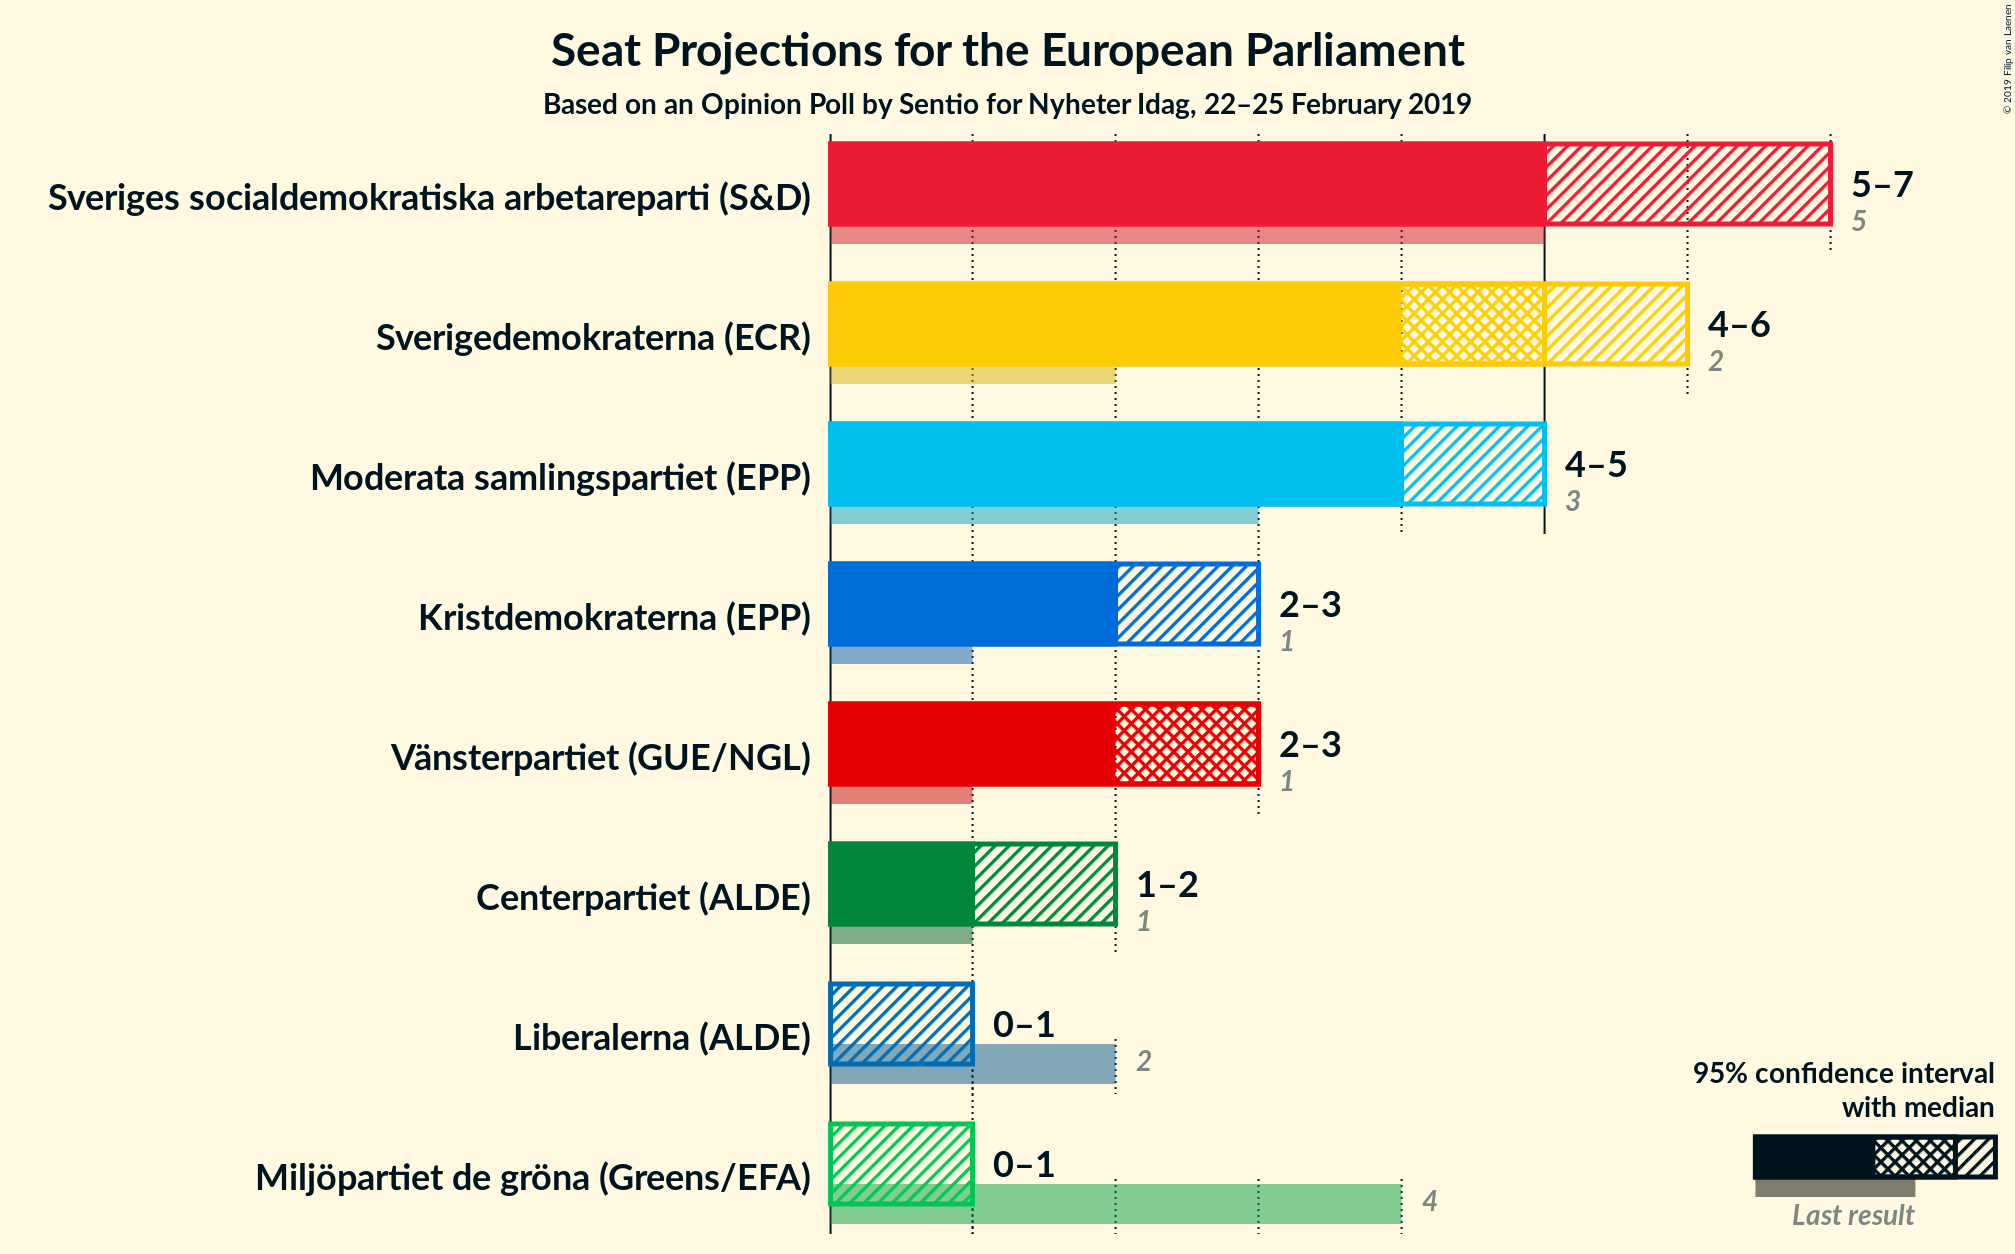 Seat Projections for the European Parliament
Based on an Opinion Poll by Sentio for Nyheter Idag, 22–25 February 2019
© 2019 Filip van Laenen
Sveriges socialdemokratiska arbetareparti (S&D)
5–7
5
Sverigedemokraterna (ECR)
4–6
2
Moderata samlingspartiet (EPP)
4–5
3
Kristdemokraterna (EPP)
2–3
1
Vänsterpartiet (GUE/NGL)
2–3
1
Centerpartiet (ALDE)
1–2
1
Liberalerna (ALDE)
0–1
2
Miljöpartiet de gröna (Greens/EFA)
0–1
4
95% confidence interval
with median
Last result